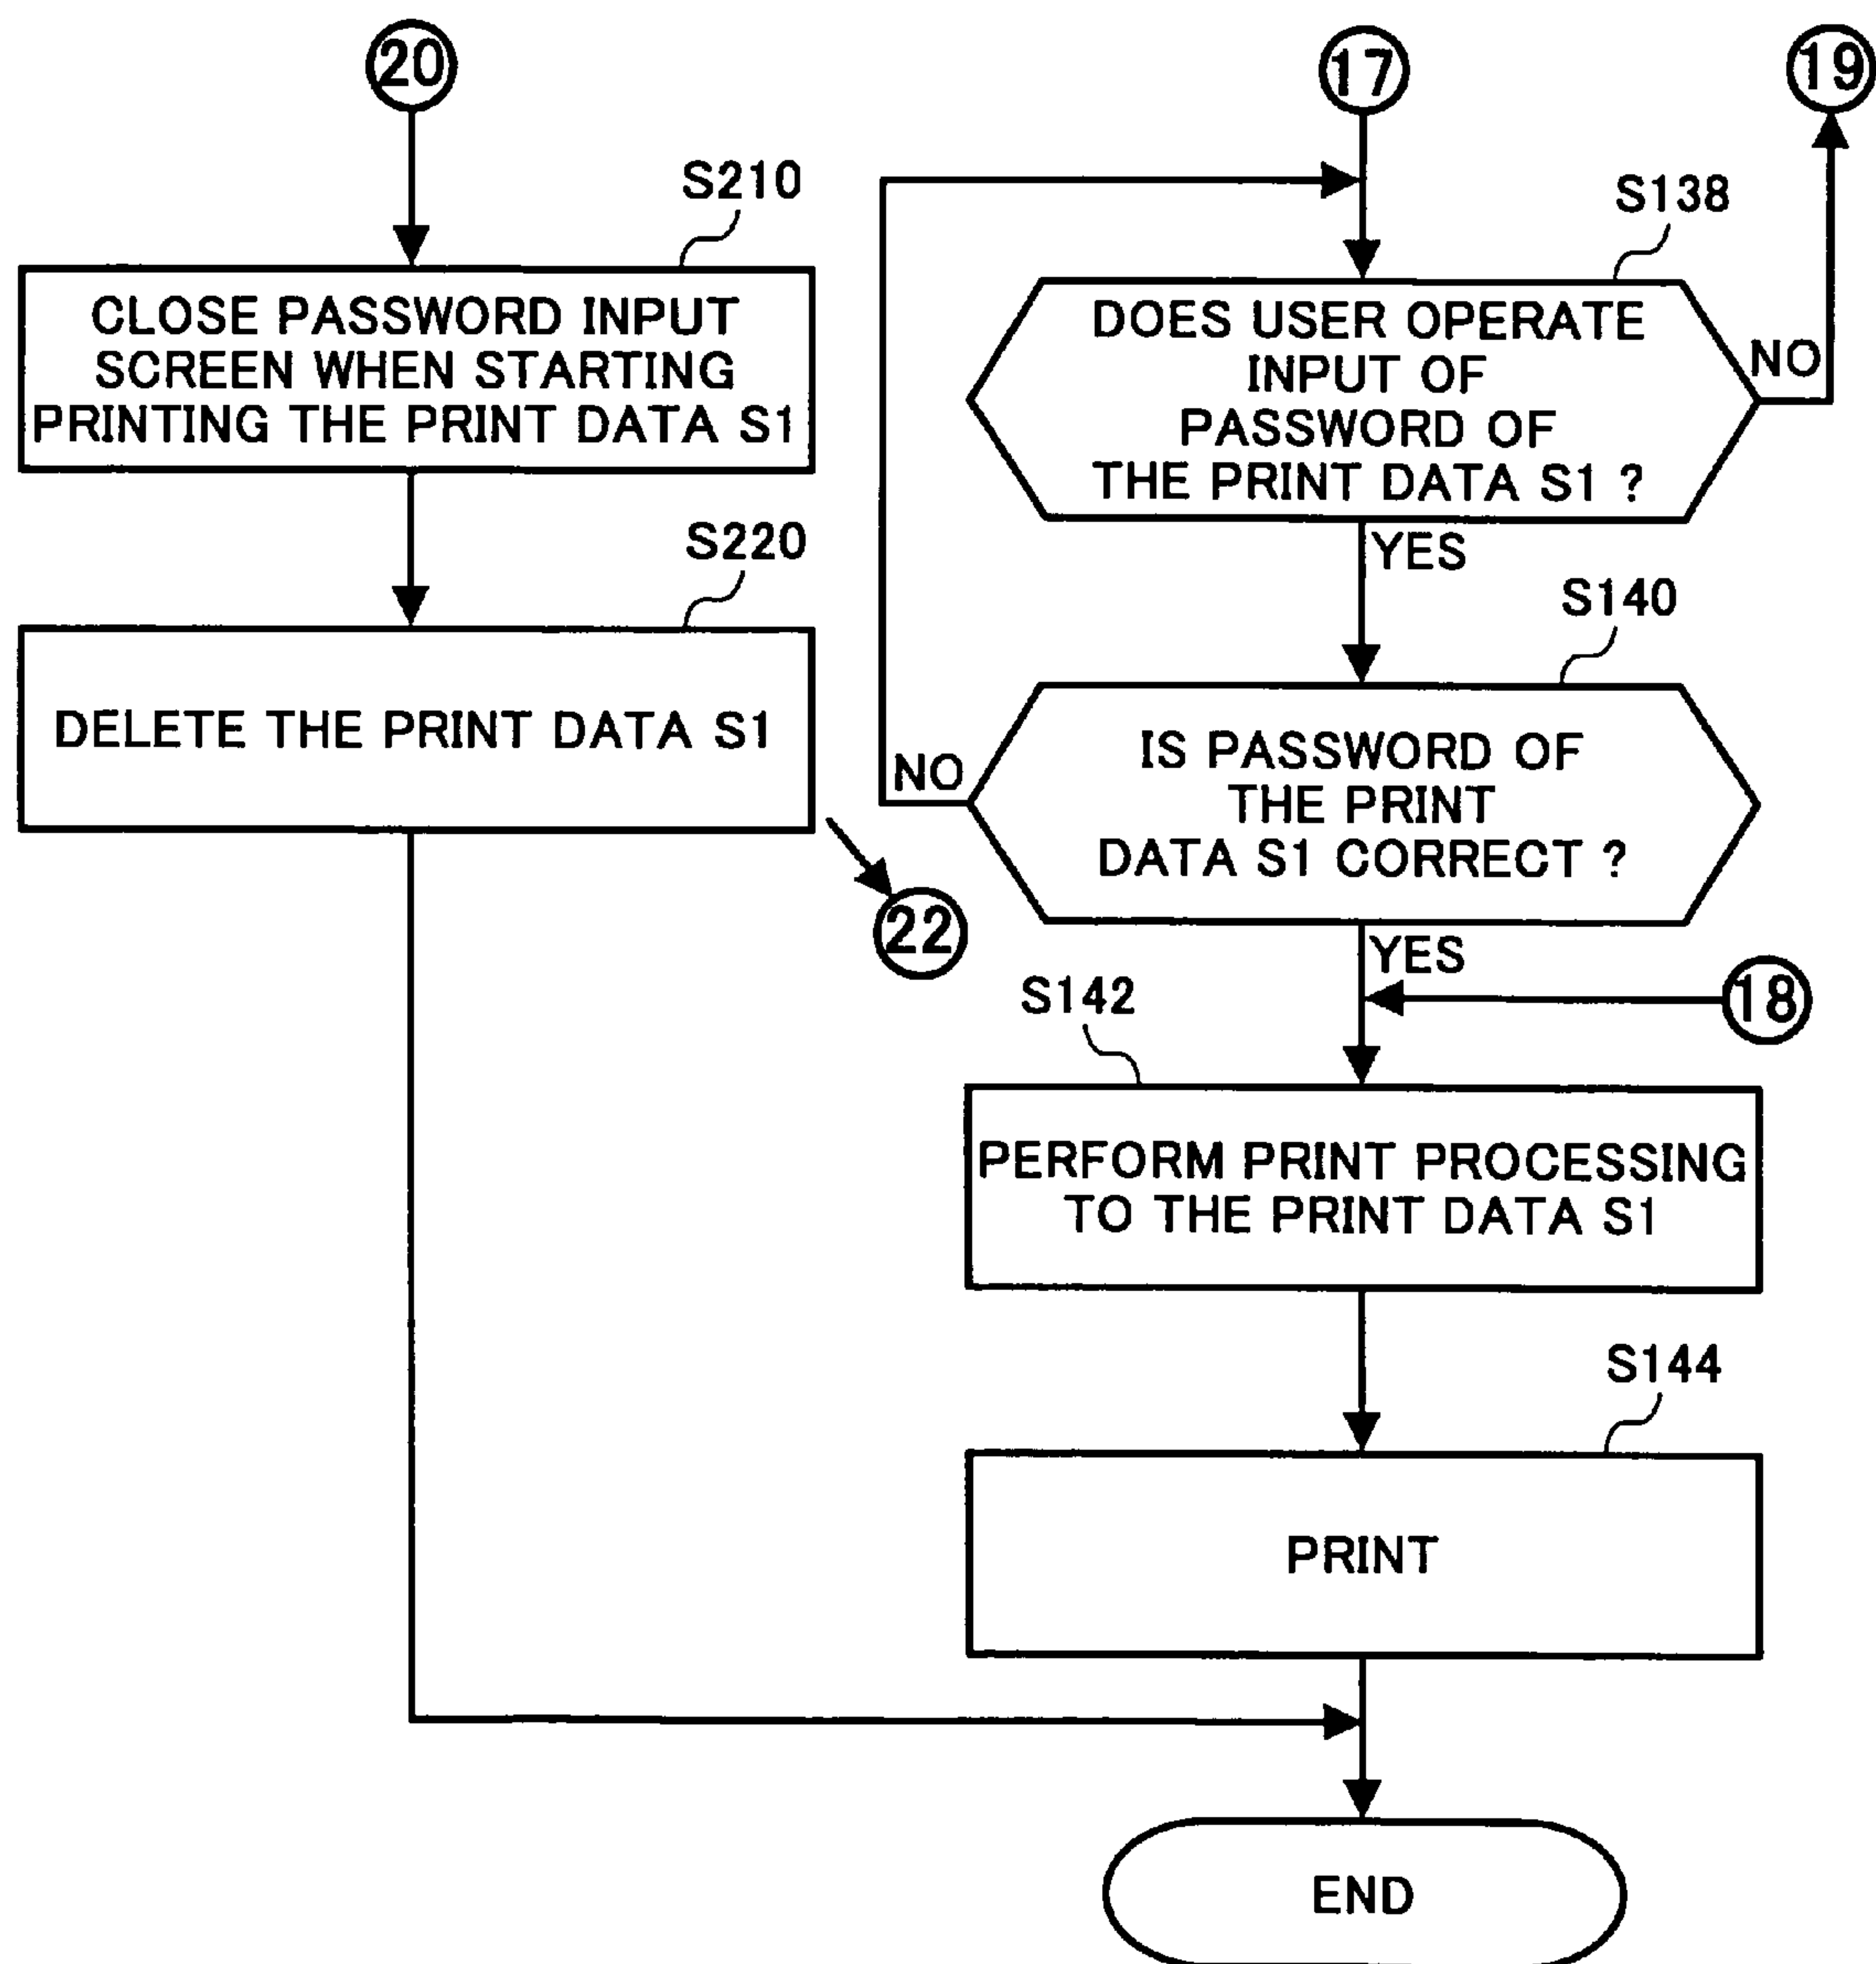 20
S210
CLOSE PASSWORD INPUT
SCREEN WHEN STARTING
PRINTING THE PRINT DATA S1
S220
DELETE THE PRINT DATA S1
22
17
19
S138
DOES USER OPERATE
INPUT OF
PASSWORD OF
THE PRINT DATA S1 ?
NO
YES
S140
IS PASSWORD OF
THE PRINT
DATA S1 CORRECT ?
NO
YES
18
S142
PERFORM PRINT PROCESSING
TO THE PRINT DATA S1
S144
PRINT
END